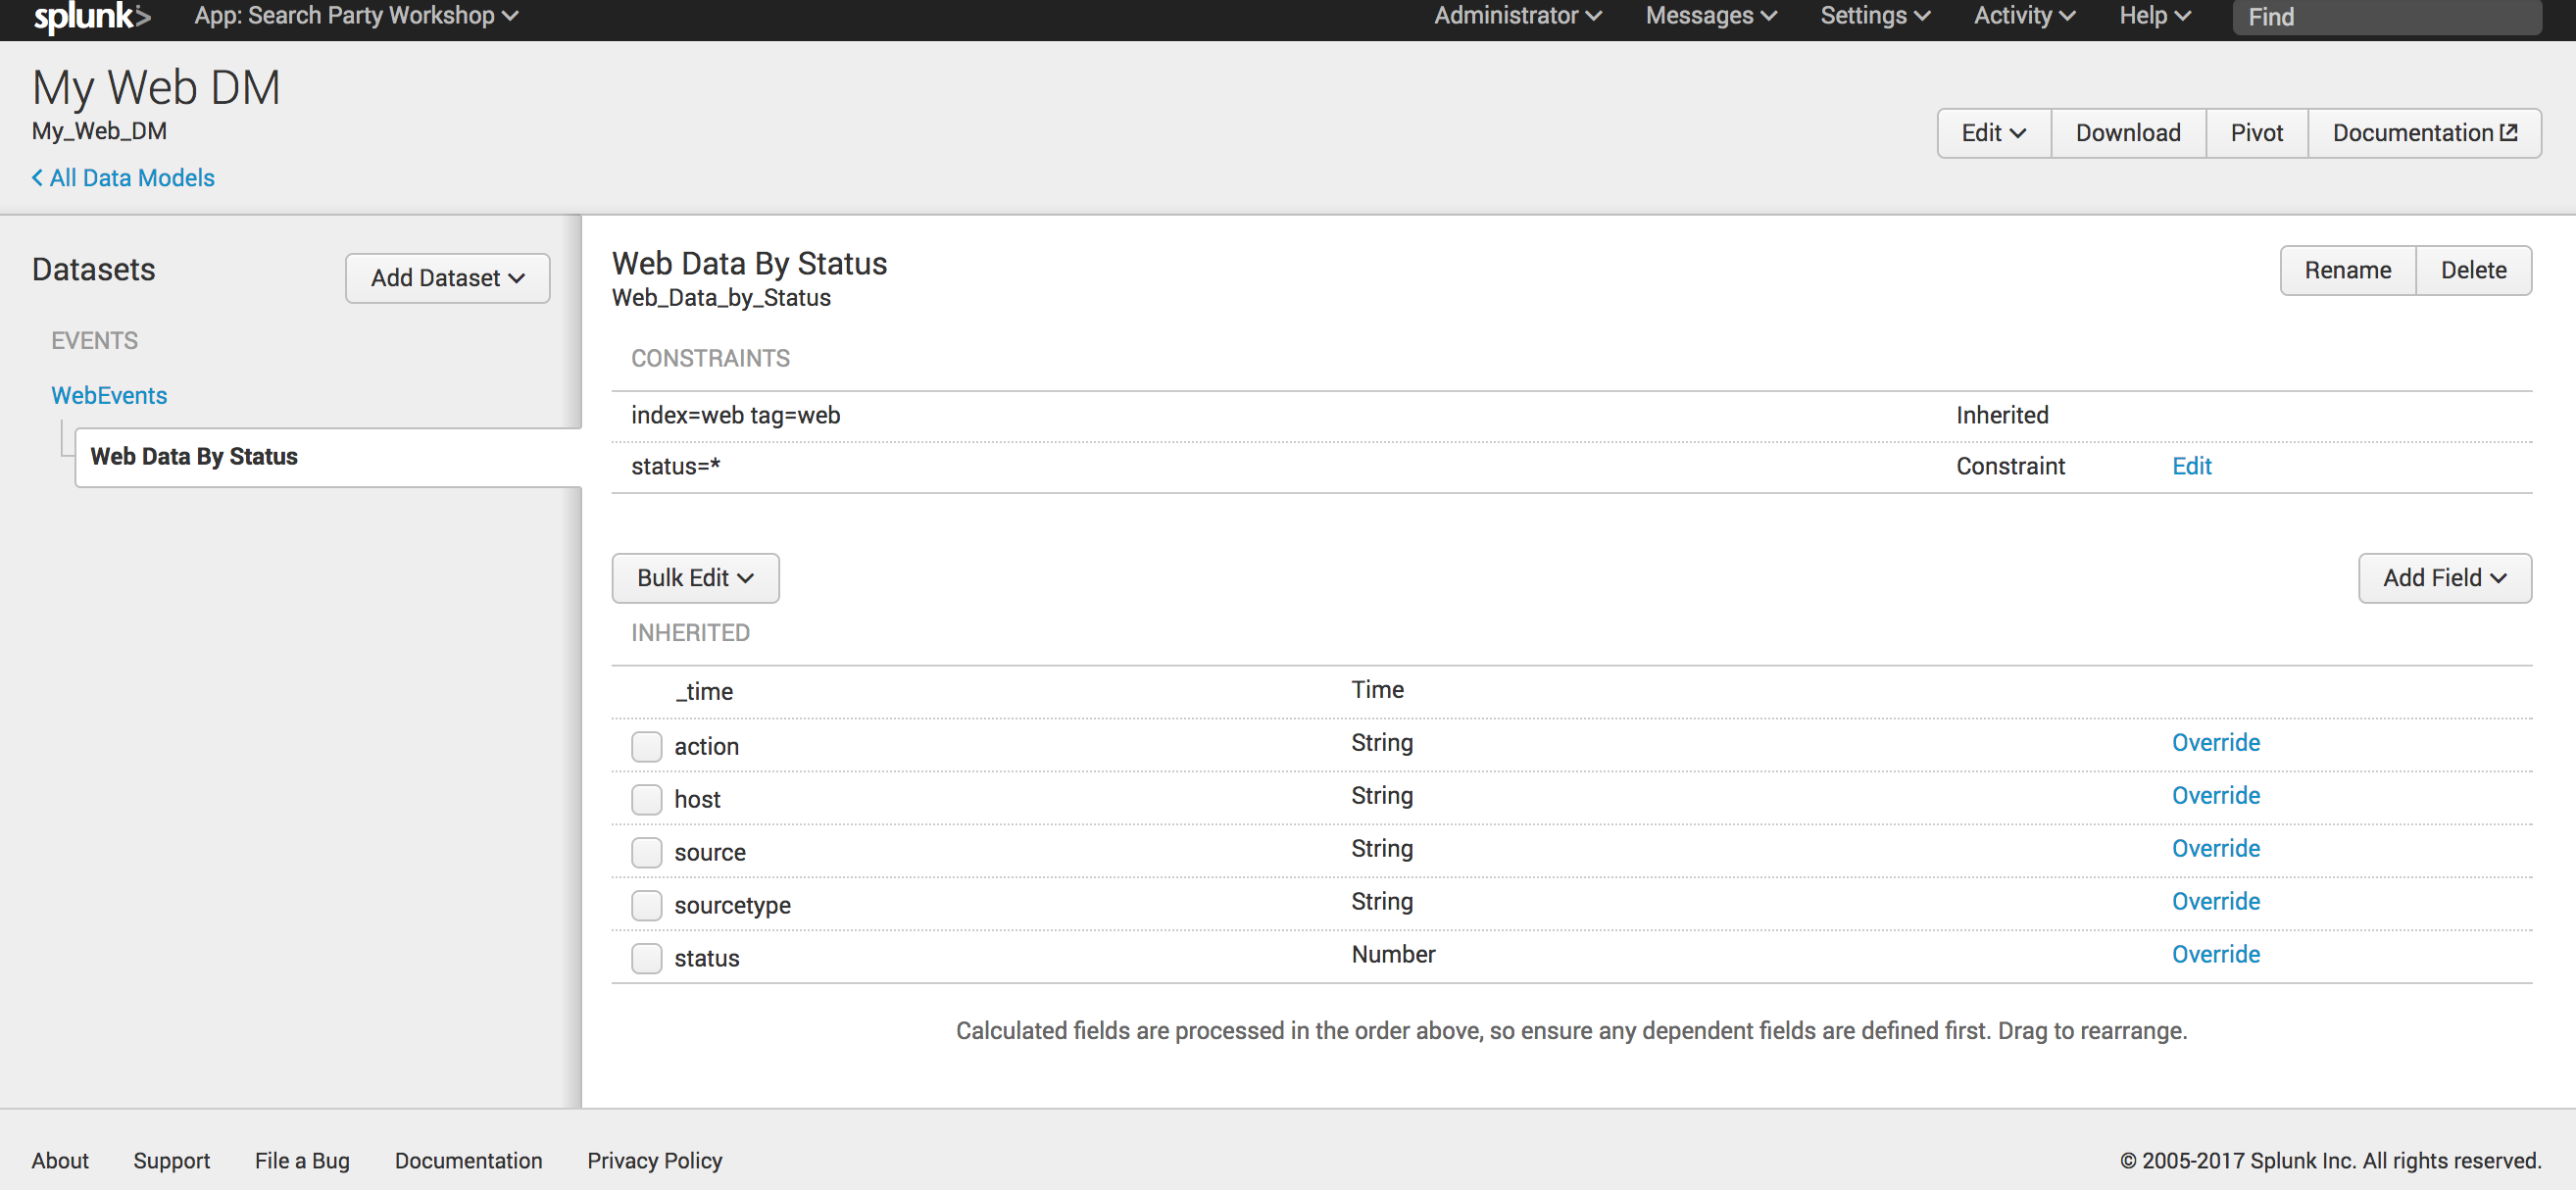 splunk> App: Search Party Workshop Administrator Messages Settings Activity Help Find
My Web DM
My_Web_DM
Edit Download Pivot Documentation
All Data Models
Datasets
Add Dataset
EVENTS
WebEvents
Web Data By Status
Web Data By Status
Web_Data_by_Status
Rename Delete
CONSTRAINTS
index=web tag=web Inherited
status=* Constraint Edit
Bulk Edit Add Field
INHERITED
_time Time
action String Override
host String Override
source String Override
sourcetype String Override
status Number Override
Calculated fields are processed in the order above, so ensure any dependent fields are defined first. Drag to rearrange.
About Support File a Bug Documentation Privacy Policy © 2005-2017 Splunk Inc. All rights reserved.